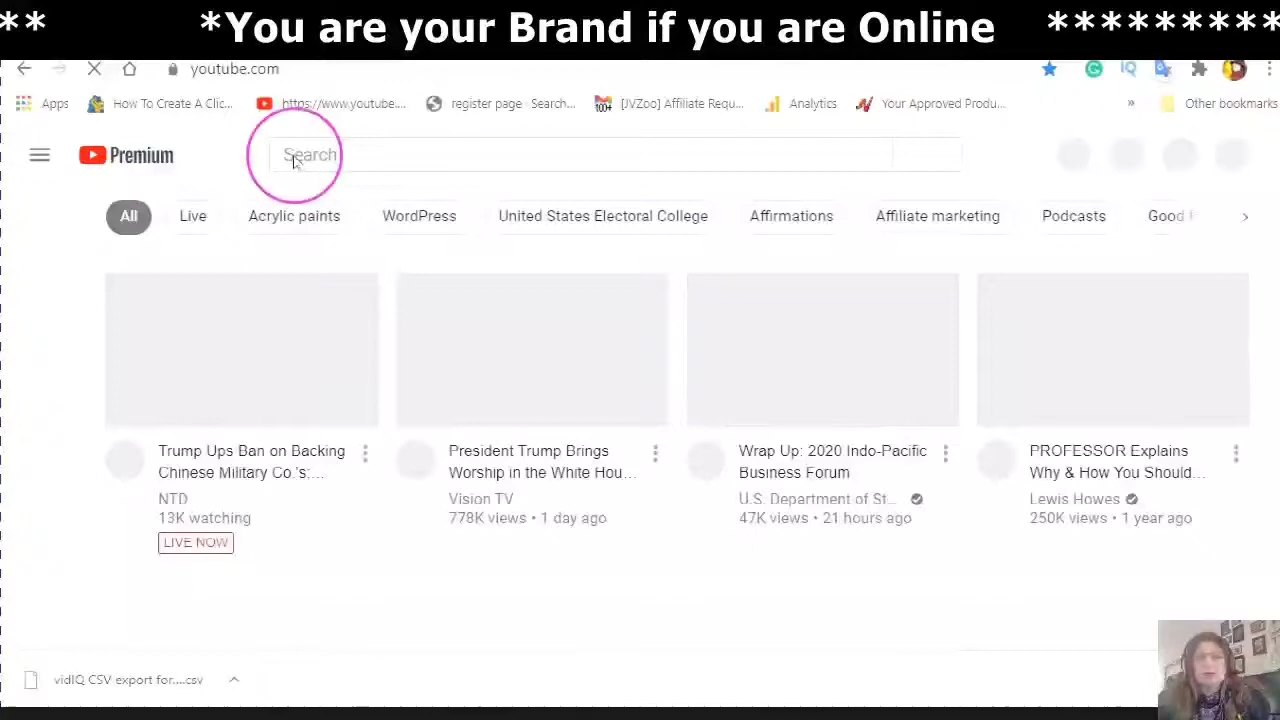 ** *You are your Brand if you are Online *********
youtube.com
Apps How To Create A Clic... https://www.youtube.... register page - Search... [JVZoo] Affiliate Requ... Analytics Your Approved Produ... » Other bookmarks
Premium Search
All Live Acrylic paints WordPress United States Electoral College Affirmations Affiliate marketing Podcasts Good
Trump Ups Ban on Backing
Chinese Military Co.'s;...
NTD
13K watching
LIVE NOW
President Trump Brings
Worship in the White Hou...
Vision TV
778K views • 1 day ago
Wrap Up: 2020 Indo-Pacific
Business Forum
U.S. Department of St...
47K views • 21 hours ago
PROFESSOR Explains
Why & How You Should...
Lewis Howes
250K views • 1 year ago
vidIQ CSV export for....csv